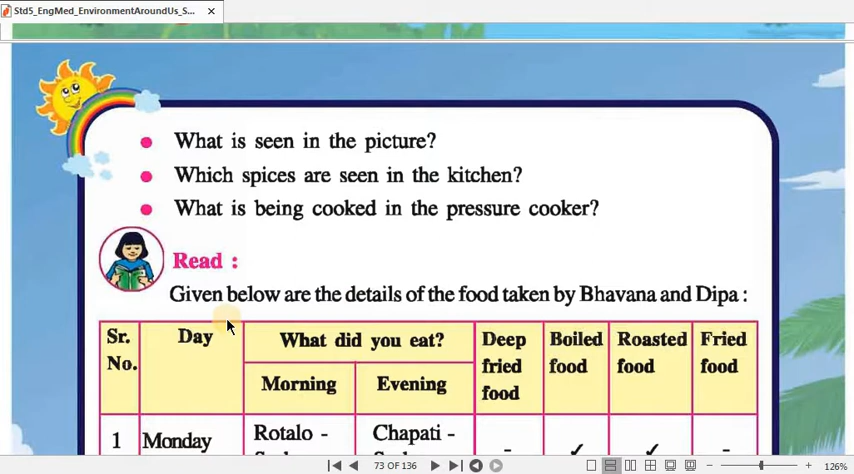 Std5_EngMed_EnvironmentAroundUs_S...
What is seen in the picture?
Which spices are seen in the kitchen?
What is being cooked in the pressure cooker?
Read :
Given below are the details of the food taken by Bhavana and Dipa :
Sr. No. Day What did you eat? Deep fried food Boiled food Roasted food Fried food
Morning Evening
1 Monday Rotalo - Chapati - - ✓ ✓ -
73 OF 136
126%